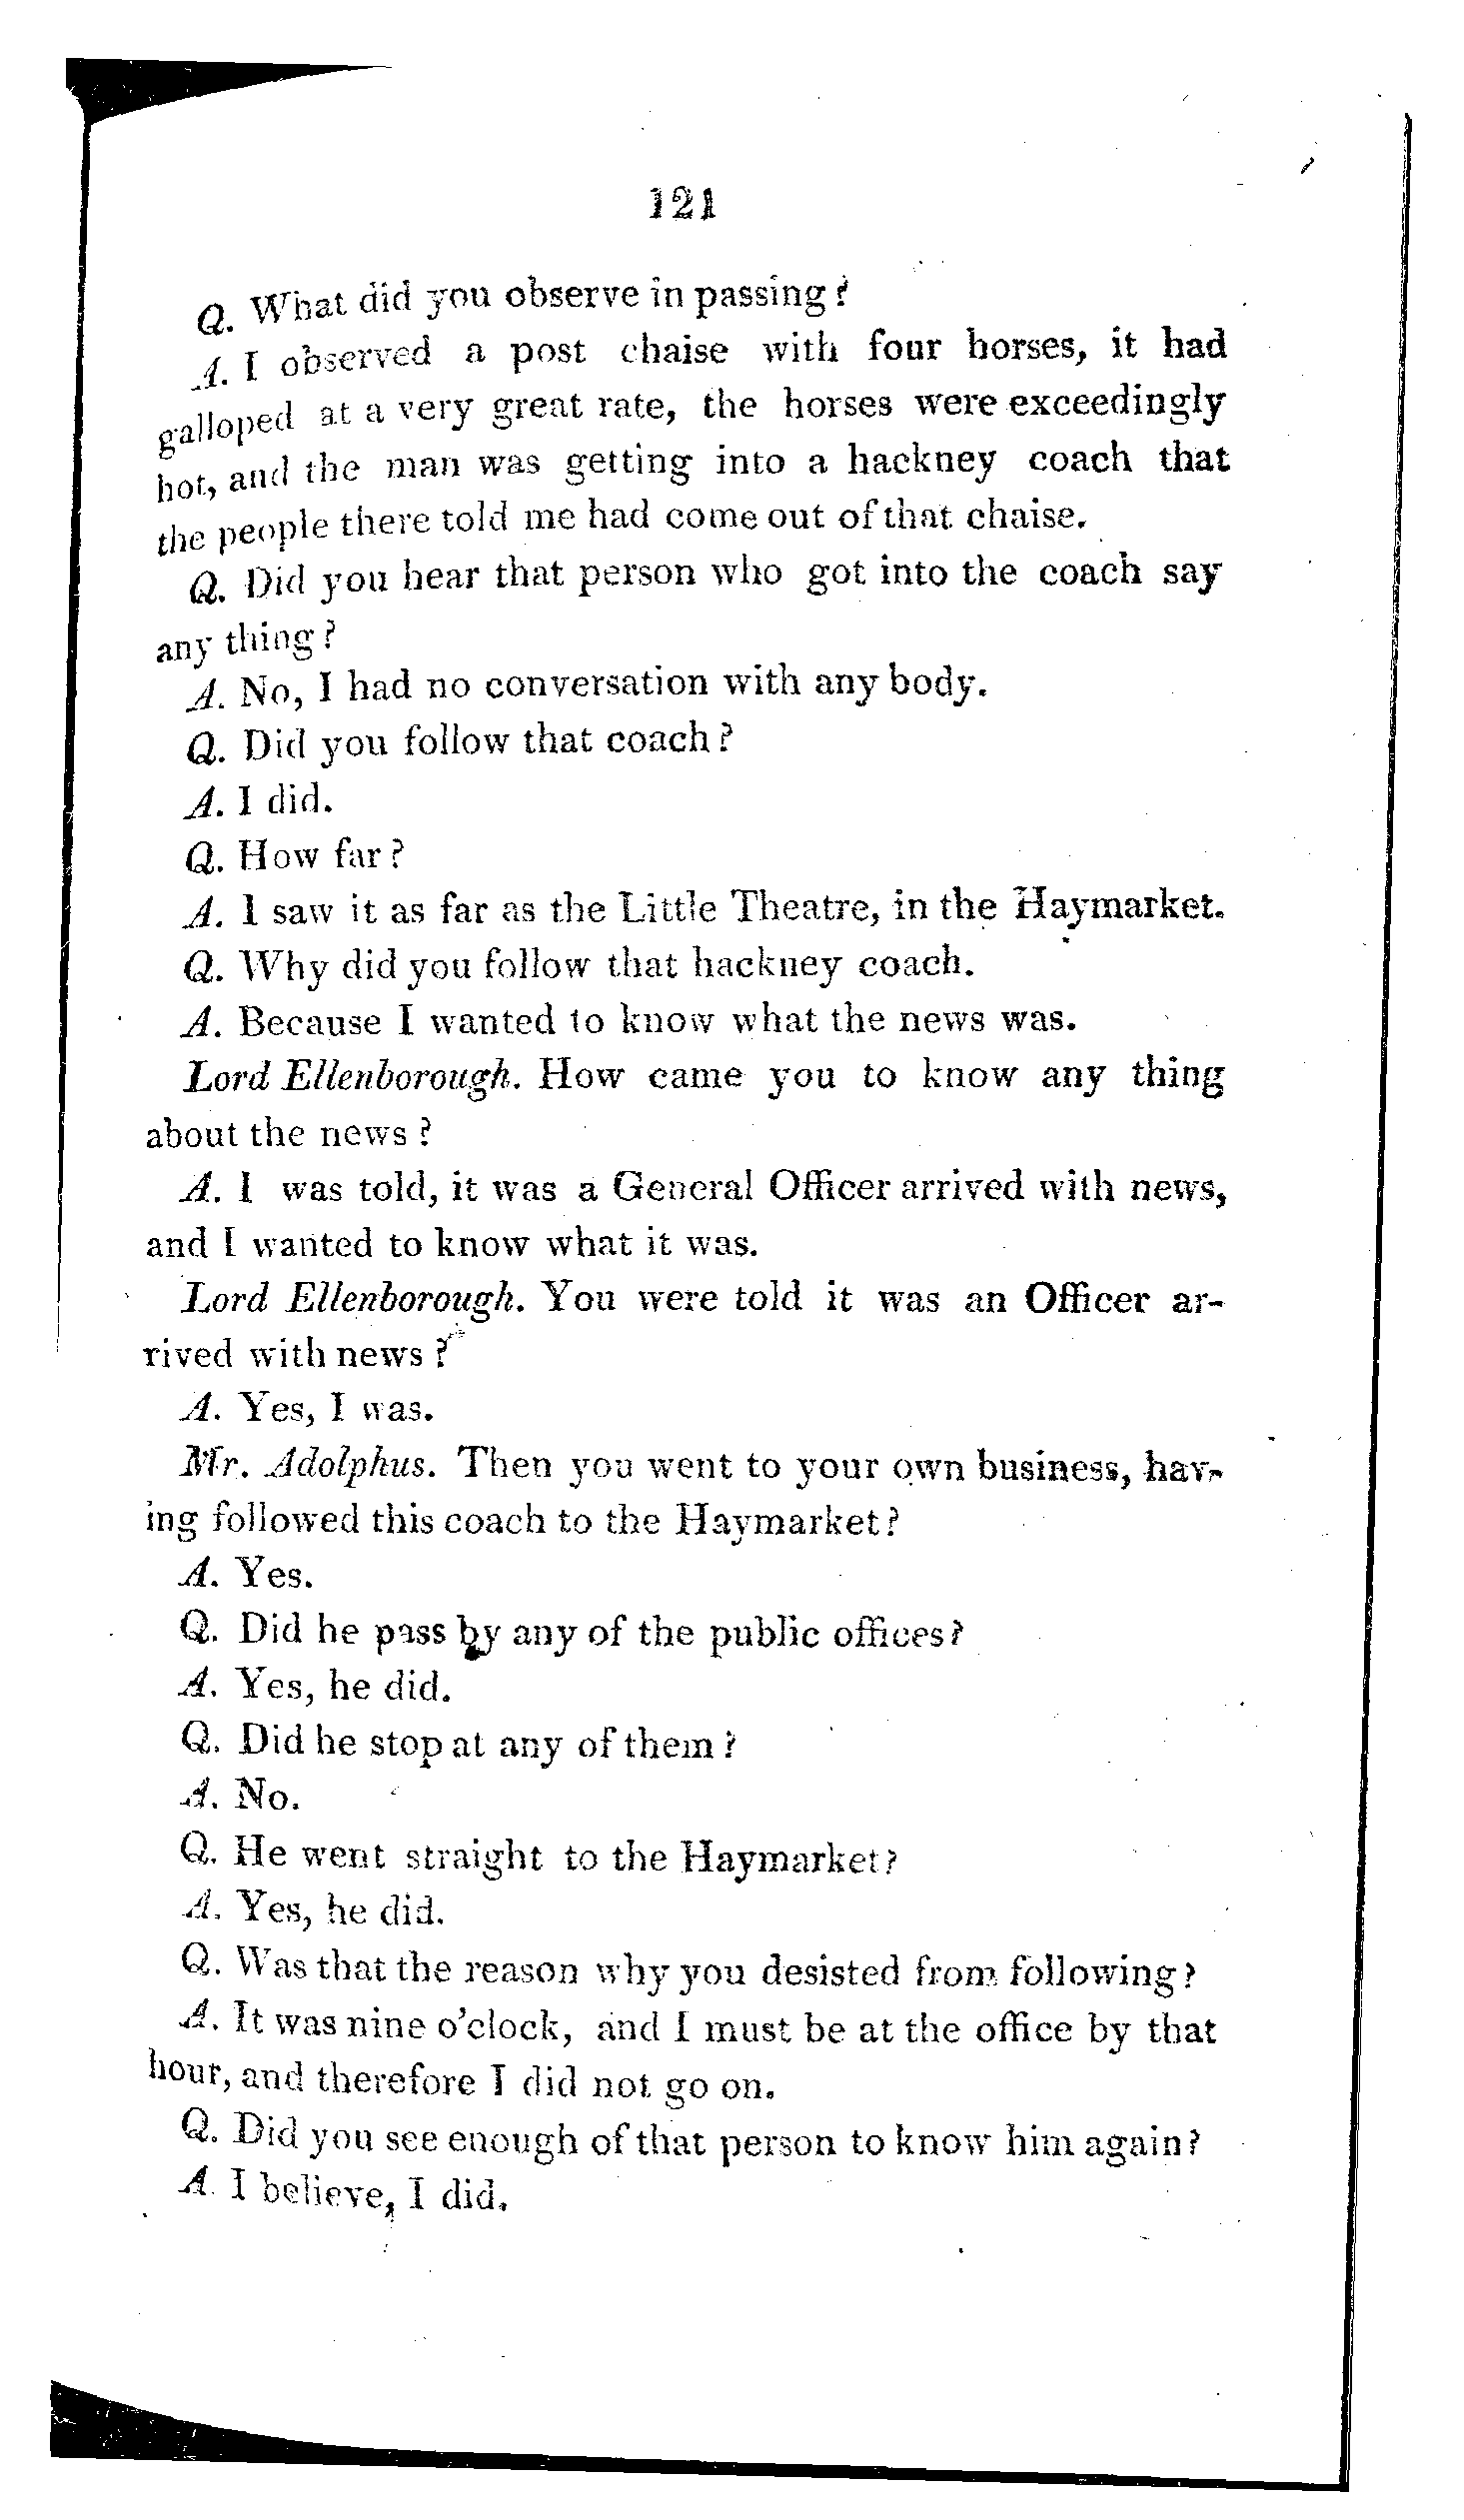 121
Q. What did you observe in passing?
A. I observed a post chaise with four horses, it had
galloped at a very great rate, the horses were exceedingly
hot, and the man was getting into a hackney coach that
the people there told me had come out of that chaise.
Q. Did you hear that person who got into the coach say
any thing?
A. No, I had no conversation with any body.
Q. Did you follow that coach?
A. I did.
Q. How far?
A. I saw it as far as the Little Theatre, in the Haymarket.
Q. Why did you follow that hackney coach.
A. Because I wanted to know what the news was.
Lord Ellenborough. How came you to know any thing
about the news?
A. I was told, it was a General Officer arrived with news,
and I wanted to know what it was.
Lord Ellenborough. You were told it was an Officer ar-
rived with news?
A. Yes, I was.
Mr. Adolphus. Then you went to your own business, hav-
ing followed this coach to the Haymarket?
A. Yes.
Q. Did he pass by any of the public offices?
A. Yes, he did.
Q. Did he stop at any of them?
A. No.
Q. He went straight to the Haymarket?
A. Yes, he did.
Q. Was that the reason why you desisted from following?
A. It was nine o'clock, and I must be at the office by that
hour, and therefore I did not go on.
Q. Did you see enough of that person to know him again?
A. I believe, I did.